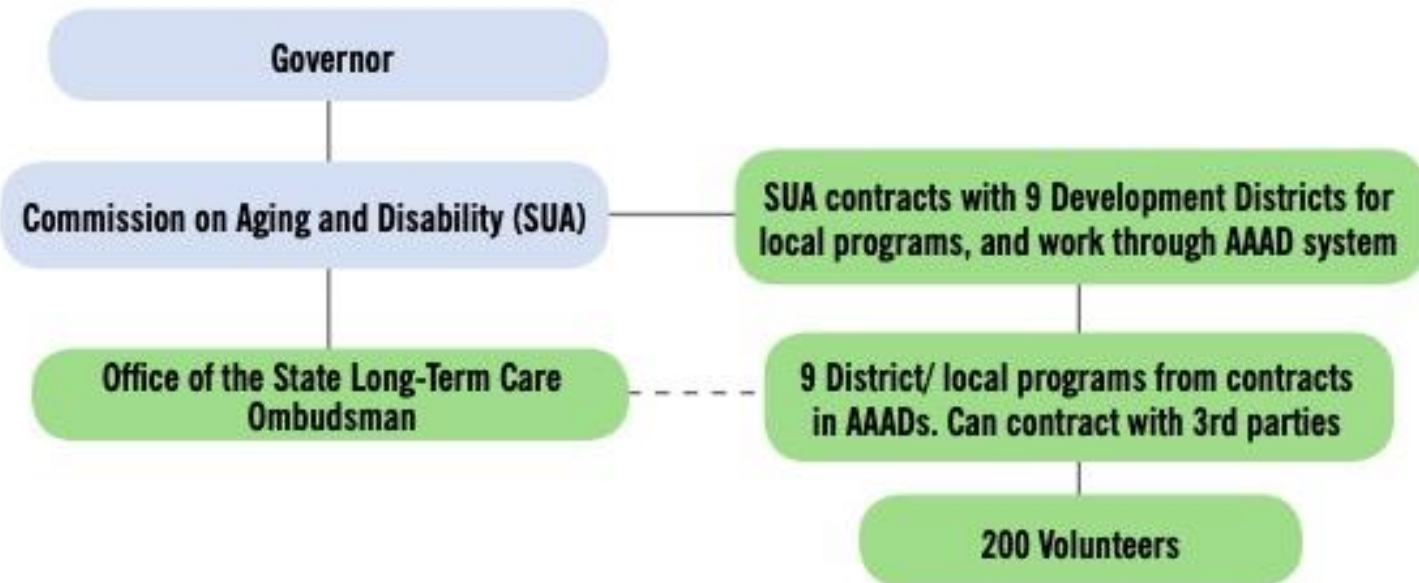 Governor
Commission on Aging and Disability (SUA)
SUA contracts with 9 Development Districts for
local programs, and work through AAAD system
Office of the State Long-Term Care
Ombudsman
9 District/ local programs from contracts
in AAADs. Can contract with 3rd parties
200 Volunteers